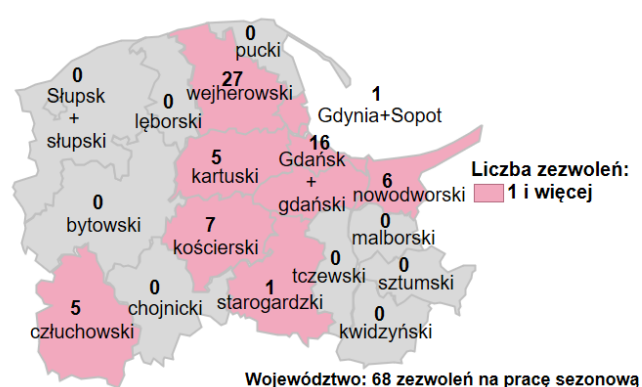 0
pucki
27
wejherowski
0
Słupsk
+
słupski
0
lęborski
1
Gdynia+Sopot
16
Gdańsk
+
gdański
5
kartuski
6
nowodworski
Liczba zezwoleń:
1 i więcej
0
bytowski
7
kościerski
0
malborski
0
tczewski
0
sztumski
5
człuchowski
0
chojnicki
1
starogardzki
0
kwidzyński
Województwo: 68 zezwoleń na pracę sezonową